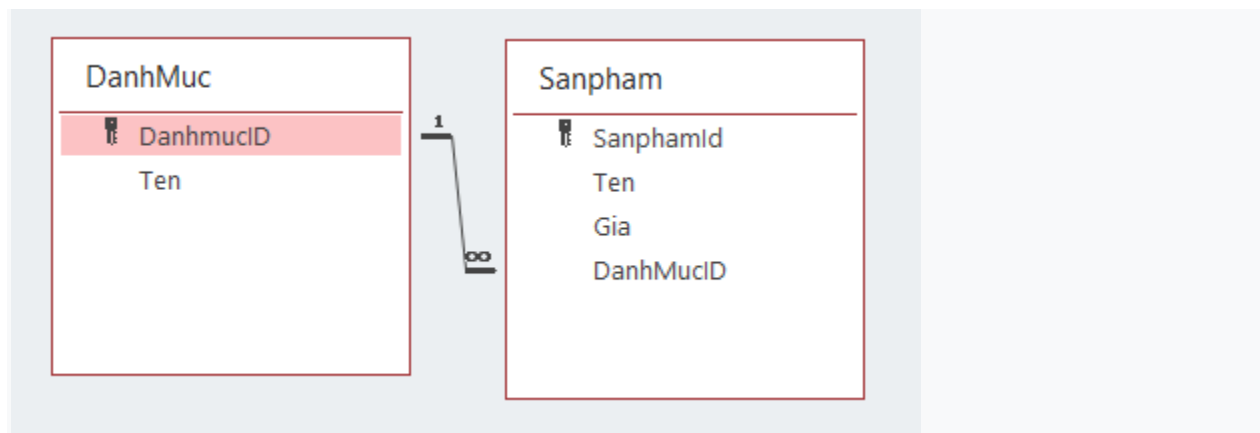 DanhMuc
DanhmucID
Ten
1
∞
Sanpham
SanphamId
Ten
Gia
DanhMucID